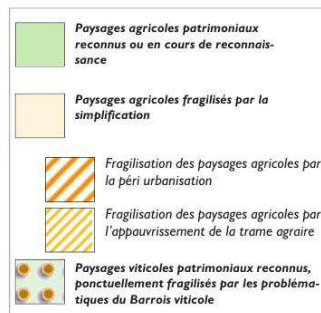 Paysages agricoles patrimoniaux
reconnus ou en cours de reconnais-
sance
Paysages agricoles fragilisés par la
simplification
Fragilisation des paysages agricoles par
la péri urbanisation
Fragilisation des paysages agricoles par
l'appauvrissement de la trame agraire
Paysages viticoles patrimoniaux reconnus,
ponctuellement fragilisés par les probléma-
tiques du Barrois viticole